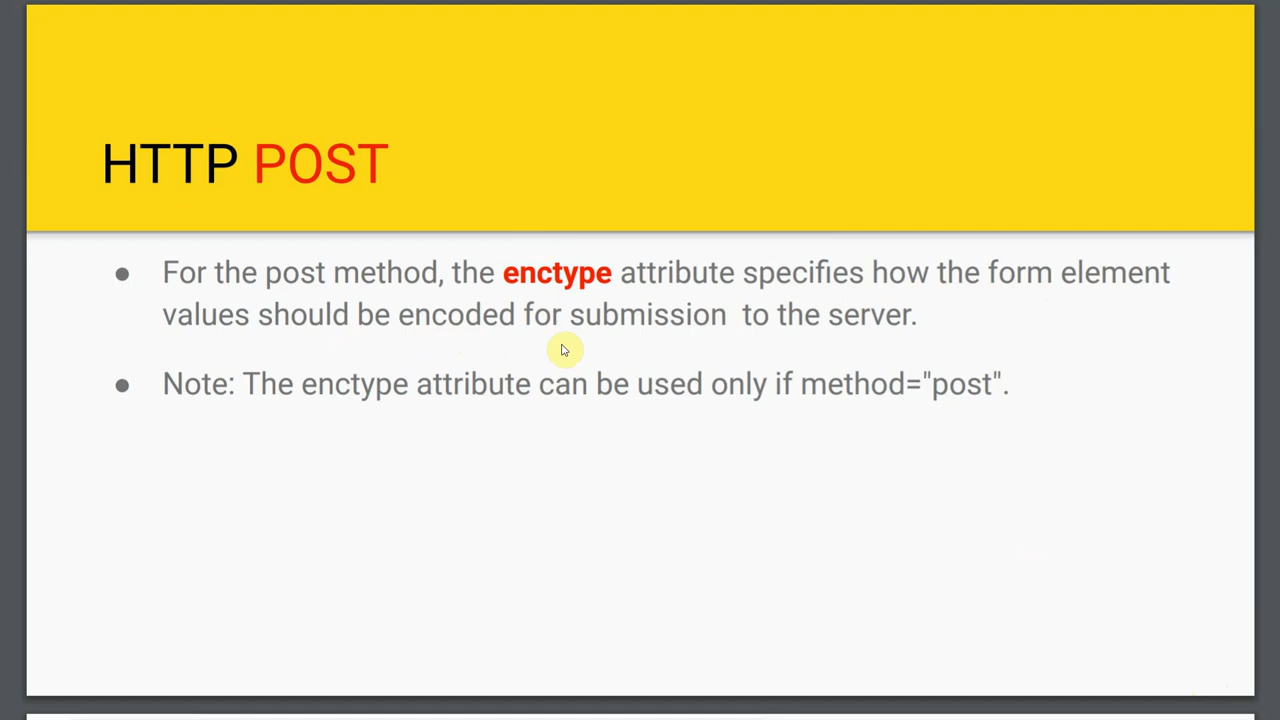 HTTP POST
● For the post method, the enctype attribute specifies how the form element
values should be encoded for submission  to the server.
● Note: The enctype attribute can be used only if method="post".